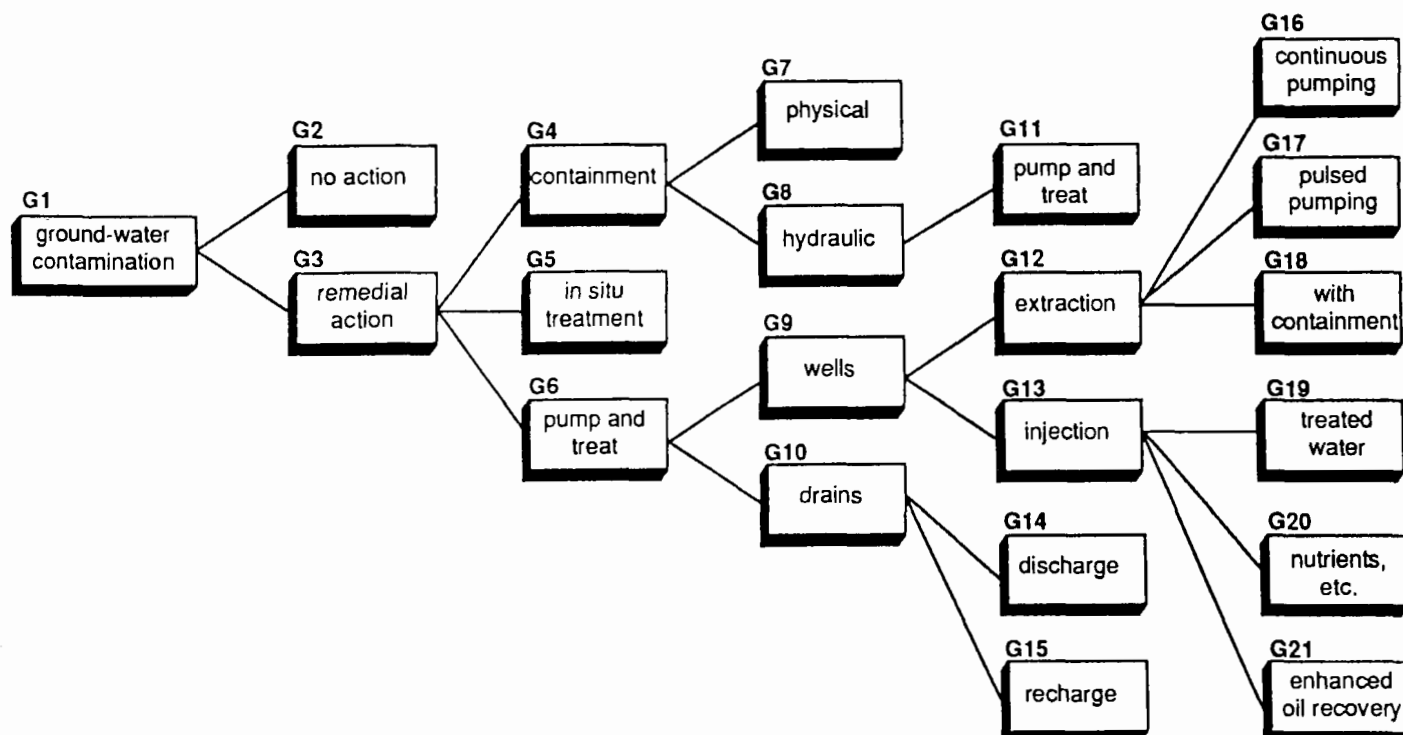 G1
ground-water
contamination
G2
no action
G3
remedial
action
G4
containment
G5
in situ
treatment
G6
pump and
treat
G7
physical
G8
hydraulic
G9
wells
G10
drains
G11
pump and
treat
G12
extraction
G13
injection
G14
discharge
G15
recharge
G16
continuous
pumping
G17
pulsed
pumping
G18
with
containment
G19
treated
water
G20
nutrients,
etc.
G21
enhanced
oil recovery